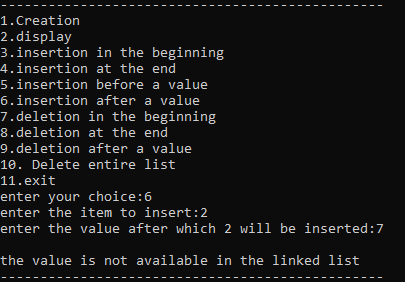 ------------------------------------------------
1.Creation
2.display
3.insertion in the beginning
4.insertion at the end
5.insertion before a value
6.insertion after a value
7.deletion in the beginning
8.deletion at the end
9.deletion after a value
10. Delete entire list
11.exit
enter your choice:6
enter the item to insert:2
enter the value after which 2 will be inserted:7
the value is not available in the linked list
------------------------------------------------